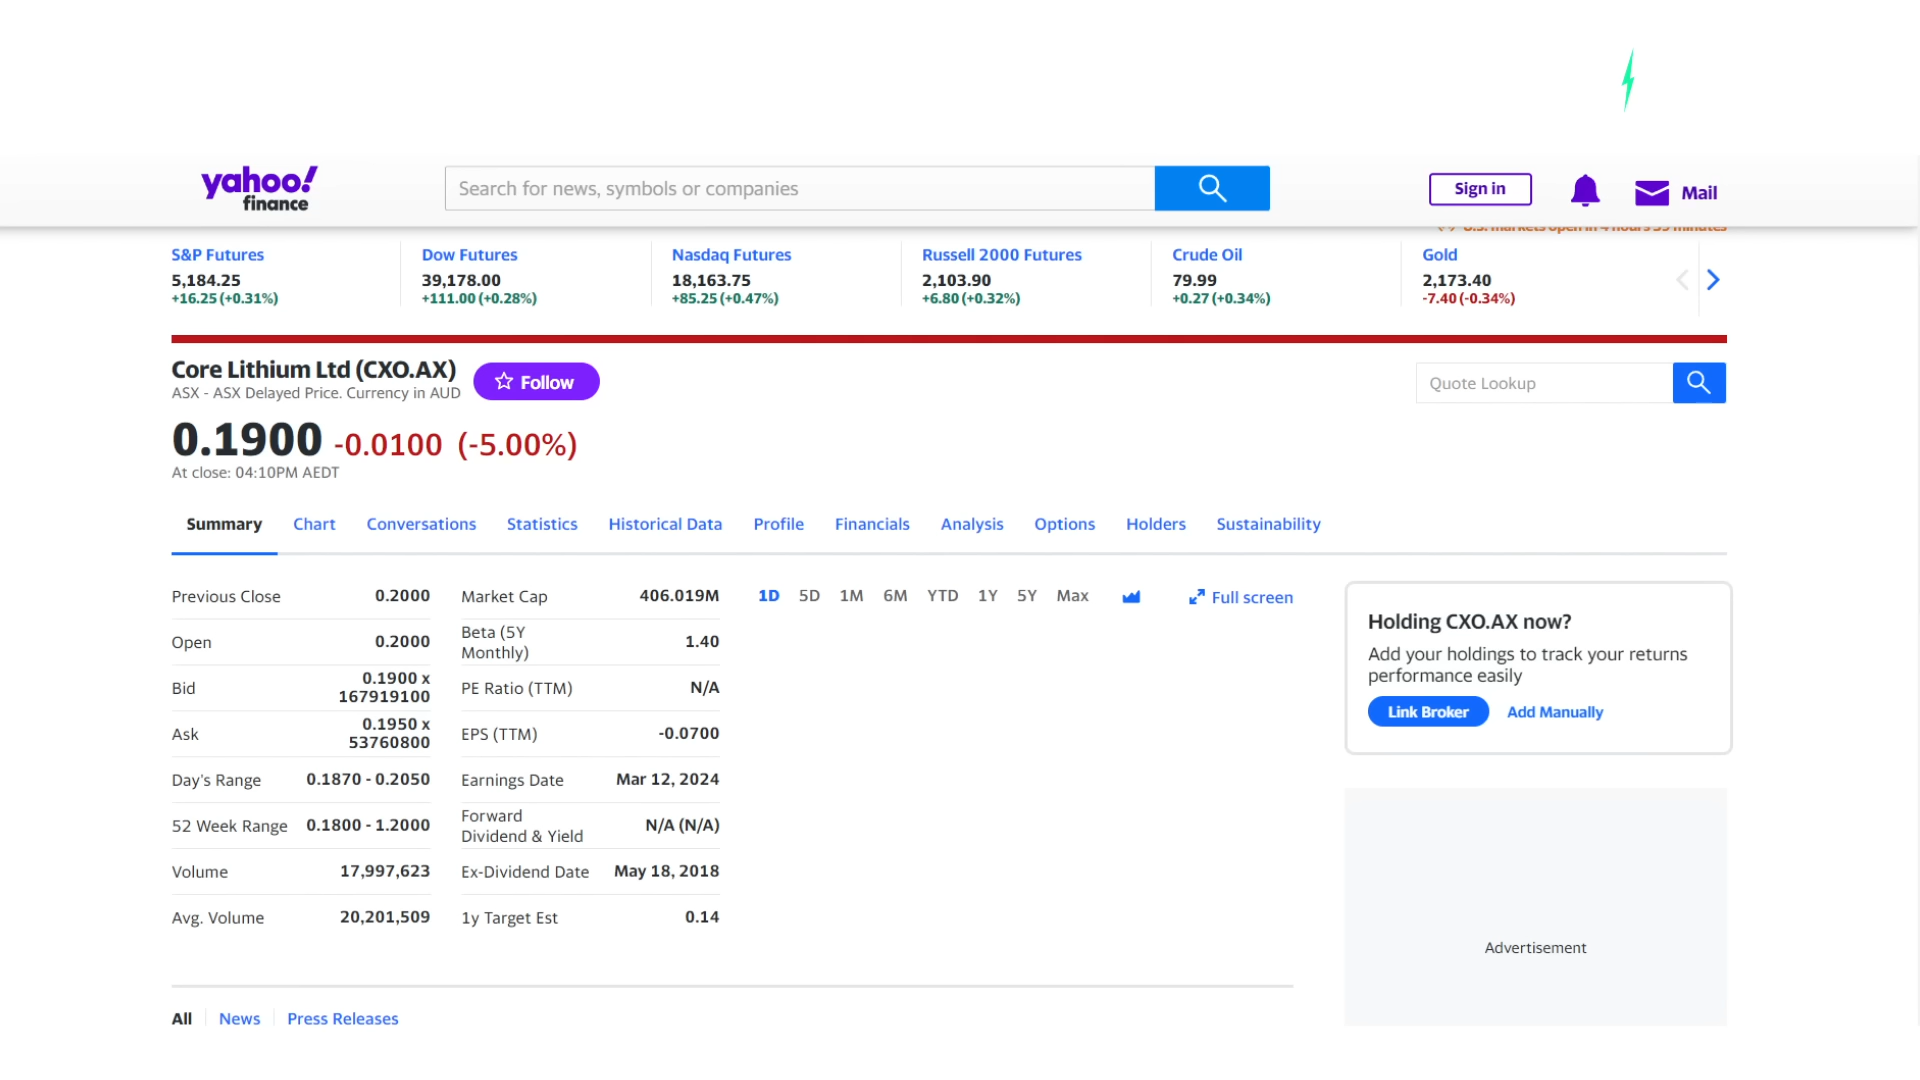 yahoo!
finance
Search for news, symbols or companies
Sign in
Mail
U.S. markets open in 4 hours 55 minutes
S&P Futures
5,184.25
+16.25 (+0.31%)
Dow Futures
39,178.00
+111.00 (+0.28%)
Nasdaq Futures
18,163.75
+85.25 (+0.47%)
Russell 2000 Futures
2,103.90
+6.80 (+0.32%)
Crude Oil
79.99
+0.27 (+0.34%)
Gold
2,173.40
-7.40 (-0.34%)
Core Lithium Ltd (CXO.AX)
ASX - ASX Delayed Price. Currency in AUD
Follow
Quote Lookup
0.1900 -0.0100 (-5.00%)
At close: 04:10PM AEDT
Summary Chart Conversations Statistics Historical Data Profile Financials Analysis Options Holders Sustainability
Previous Close 0.2000
Open 0.2000
Bid 0.1900 x
167919100
Ask 0.1950 x
53760800
Day's Range 0.1870 - 0.2050
52 Week Range 0.1800 - 1.2000
Volume 17,997,623
Avg. Volume 20,201,509
Market Cap 406.019M
Beta (5Y
Monthly) 1.40
PE Ratio (TTM) N/A
EPS (TTM) -0.0700
Earnings Date Mar 12, 2024
Forward
Dividend & Yield N/A (N/A)
Ex-Dividend Date May 18, 2018
1y Target Est 0.14
1D 5D 1M 6M YTD 1Y 5Y Max
Full screen
Holding CXO.AX now?
Add your holdings to track your returns
performance easily
Link Broker Add Manually
Advertisement
All News Press Releases